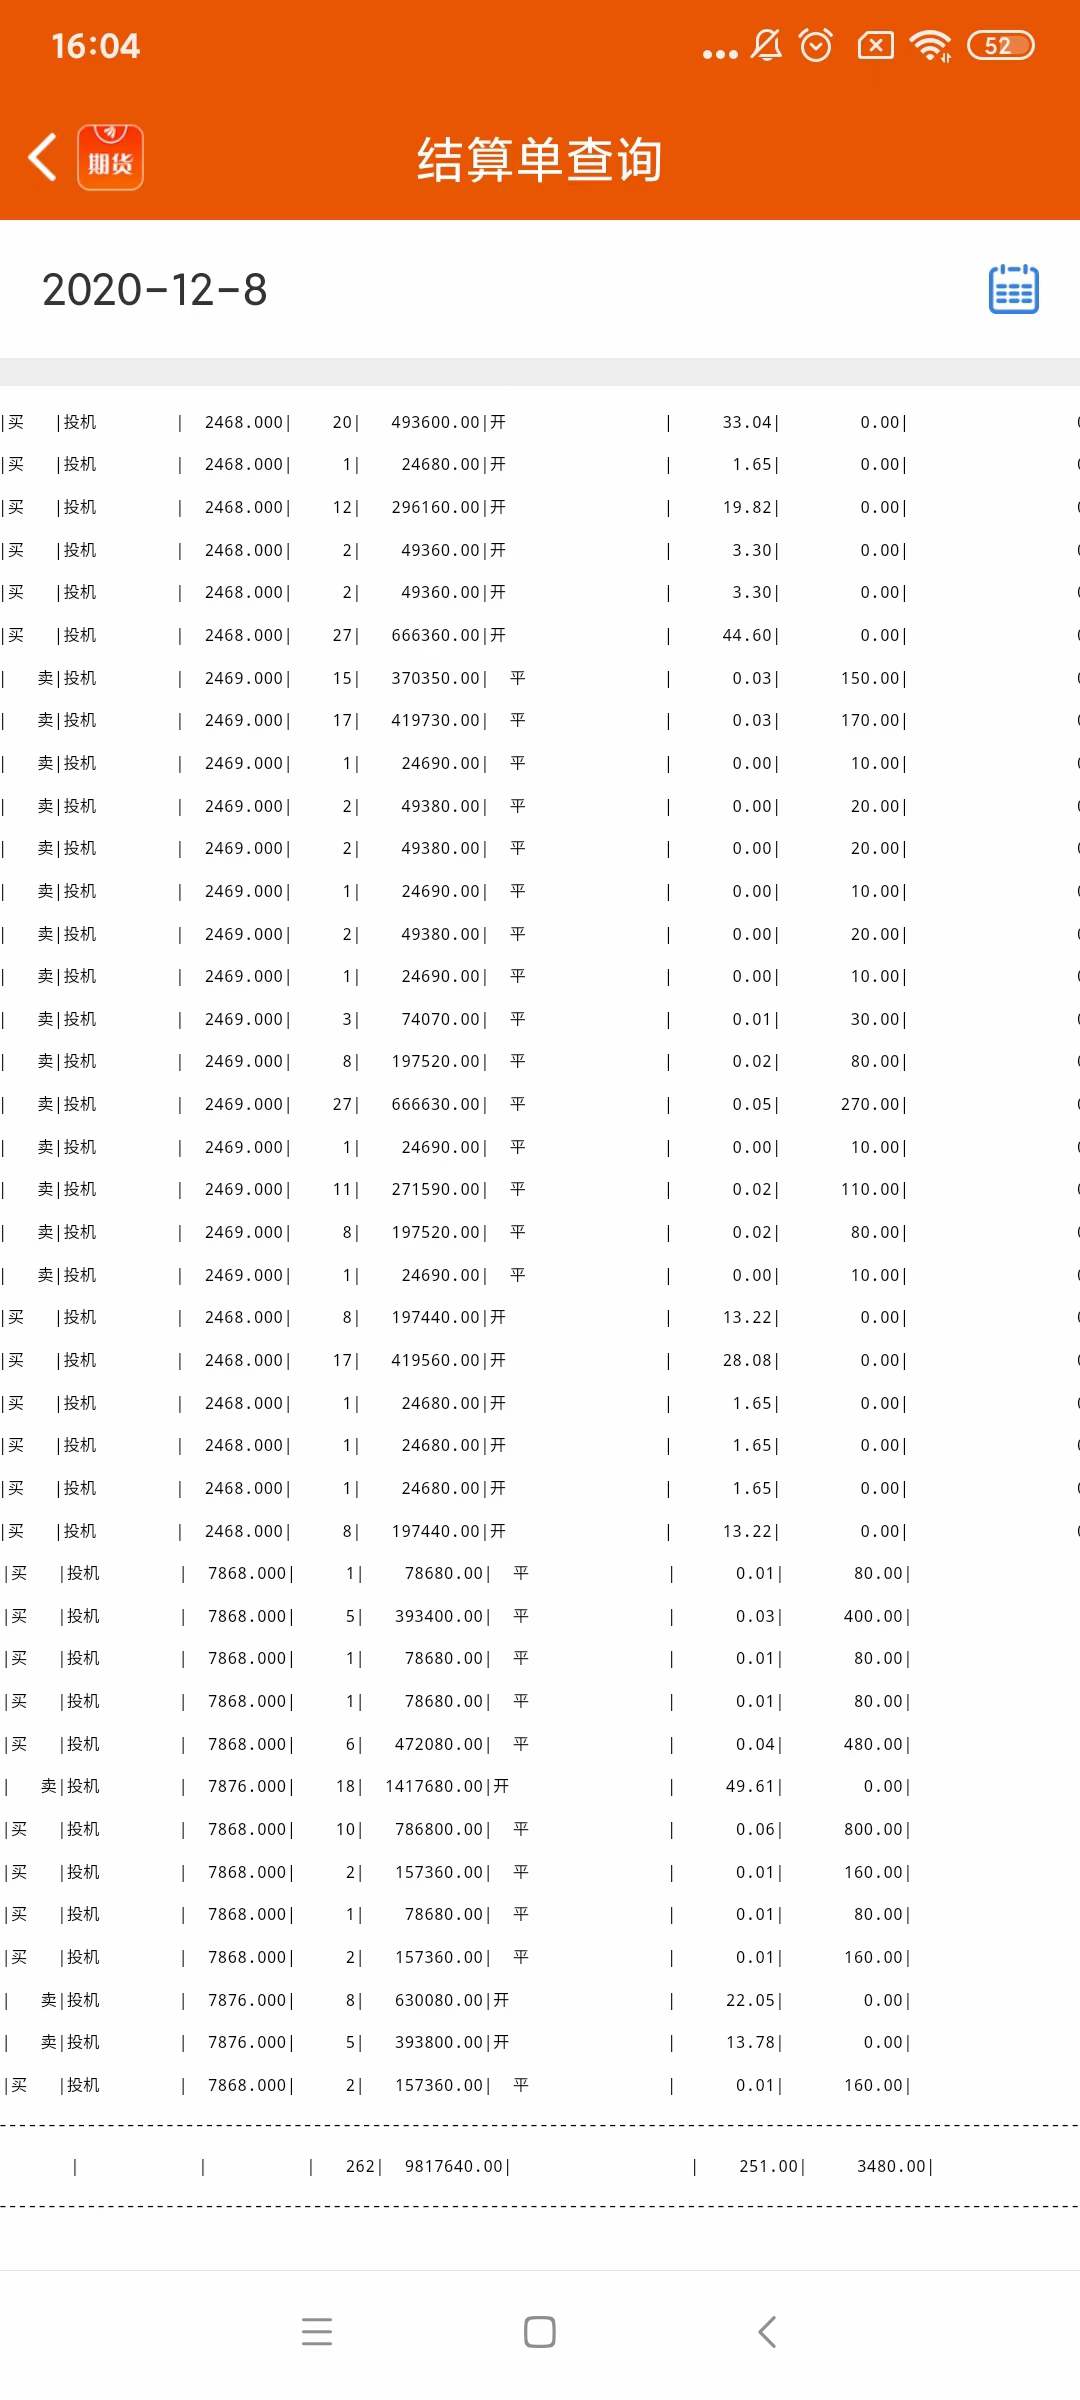 16:04
52
期货
结算单查询
2020-12-8
|买 |投机 | 2468.000| 20| 493600.00|开 | 33.04| 0.00|
|买 |投机 | 2468.000| 1| 24680.00|开 | 1.65| 0.00|
|买 |投机 | 2468.000| 12| 296160.00|开 | 19.82| 0.00|
|买 |投机 | 2468.000| 2| 49360.00|开 | 3.30| 0.00|
|买 |投机 | 2468.000| 2| 49360.00|开 | 3.30| 0.00|
|买 |投机 | 2468.000| 27| 666360.00|开 | 44.60| 0.00|
| 卖|投机 | 2469.000| 15| 370350.00| 平 | 0.03| 150.00|
| 卖|投机 | 2469.000| 17| 419730.00| 平 | 0.03| 170.00|
| 卖|投机 | 2469.000| 1| 24690.00| 平 | 0.00| 10.00|
| 卖|投机 | 2469.000| 2| 49380.00| 平 | 0.00| 20.00|
| 卖|投机 | 2469.000| 2| 49380.00| 平 | 0.00| 20.00|
| 卖|投机 | 2469.000| 1| 24690.00| 平 | 0.00| 10.00|
| 卖|投机 | 2469.000| 2| 49380.00| 平 | 0.00| 20.00|
| 卖|投机 | 2469.000| 1| 24690.00| 平 | 0.00| 10.00|
| 卖|投机 | 2469.000| 3| 74070.00| 平 | 0.01| 30.00|
| 卖|投机 | 2469.000| 8| 197520.00| 平 | 0.02| 80.00|
| 卖|投机 | 2469.000| 27| 666630.00| 平 | 0.05| 270.00|
| 卖|投机 | 2469.000| 1| 24690.00| 平 | 0.00| 10.00|
| 卖|投机 | 2469.000| 11| 271590.00| 平 | 0.02| 110.00|
| 卖|投机 | 2469.000| 8| 197520.00| 平 | 0.02| 80.00|
| 卖|投机 | 2469.000| 1| 24690.00| 平 | 0.00| 10.00|
|买 |投机 | 2468.000| 8| 197440.00|开 | 13.22| 0.00|
|买 |投机 | 2468.000| 17| 419560.00|开 | 28.08| 0.00|
|买 |投机 | 2468.000| 1| 24680.00|开 | 1.65| 0.00|
|买 |投机 | 2468.000| 1| 24680.00|开 | 1.65| 0.00|
|买 |投机 | 2468.000| 1| 24680.00|开 | 1.65| 0.00|
|买 |投机 | 2468.000| 8| 197440.00|开 | 13.22| 0.00|
|买 |投机 | 7868.000| 1| 78680.00| 平 | 0.01| 80.00|
|买 |投机 | 7868.000| 5| 393400.00| 平 | 0.03| 400.00|
|买 |投机 | 7868.000| 1| 78680.00| 平 | 0.01| 80.00|
|买 |投机 | 7868.000| 1| 78680.00| 平 | 0.01| 80.00|
|买 |投机 | 7868.000| 6| 472080.00| 平 | 0.04| 480.00|
| 卖|投机 | 7876.000| 18| 1417680.00|开 | 49.61| 0.00|
|买 |投机 | 7868.000| 10| 786800.00| 平 | 0.06| 800.00|
|买 |投机 | 7868.000| 2| 157360.00| 平 | 0.01| 160.00|
|买 |投机 | 7868.000| 1| 78680.00| 平 | 0.01| 80.00|
|买 |投机 | 7868.000| 2| 157360.00| 平 | 0.01| 160.00|
| 卖|投机 | 7876.000| 8| 630080.00|开 | 22.05| 0.00|
| 卖|投机 | 7876.000| 5| 393800.00|开 | 13.78| 0.00|
|买 |投机 | 7868.000| 2| 157360.00| 平 | 0.01| 160.00|
| | | 262| 9817640.00| | 251.00| 3480.00|